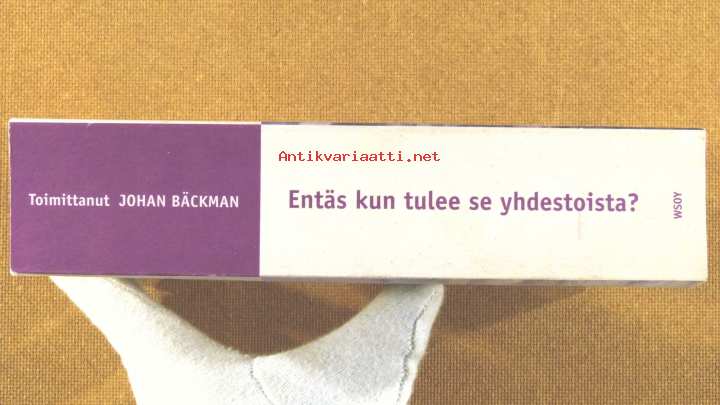 Antikvariaatti.net
Toimittanut JOHAN BÄCKMAN
Entäs kun tulee se yhdestoista?
WSOY